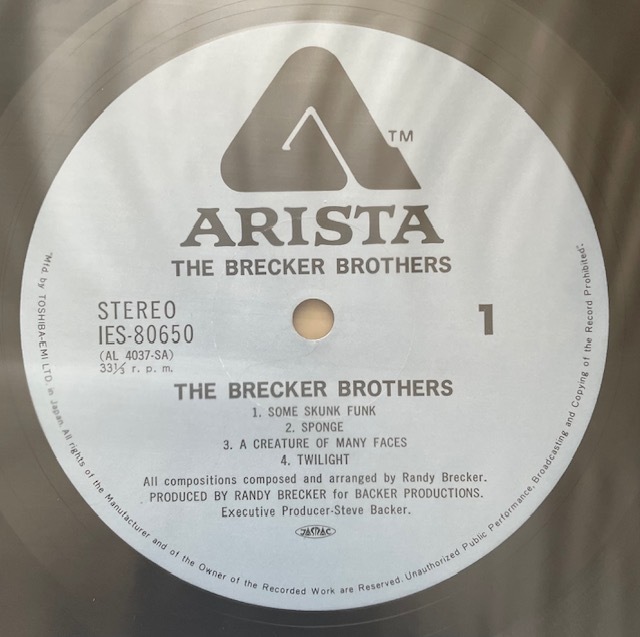 TM
ARISTA
THE BRECKER BROTHERS
STEREO
IES-80650
(AL 4037-SA)
33⅓ r. p. m.
1
THE BRECKER BROTHERS
1. SOME SKUNK FUNK
2. SPONGE
3. A CREATURE OF MANY FACES
4. TWILIGHT
All compositions composed and arranged by Randy Brecker.
PRODUCED BY RANDY BRECKER for BACKER PRODUCTIONS.
Executive Producer-Steve Backer.
JASRAC
"Mfd. by TOSHIBA-EMI LTD. in Japan. All rights of the Manufacturer and of the Owner of the Recorded Work are Reserved. Unauthorized Public Performance, Broadcasting and Copying of the Record Prohibited".